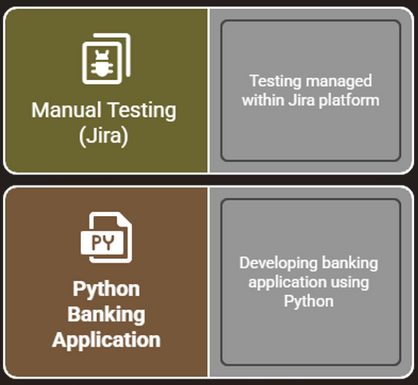 Manual Testing
(Jira)
Testing managed
within Jira platform
PY
Python
Banking
Application
Developing banking
application using
Python